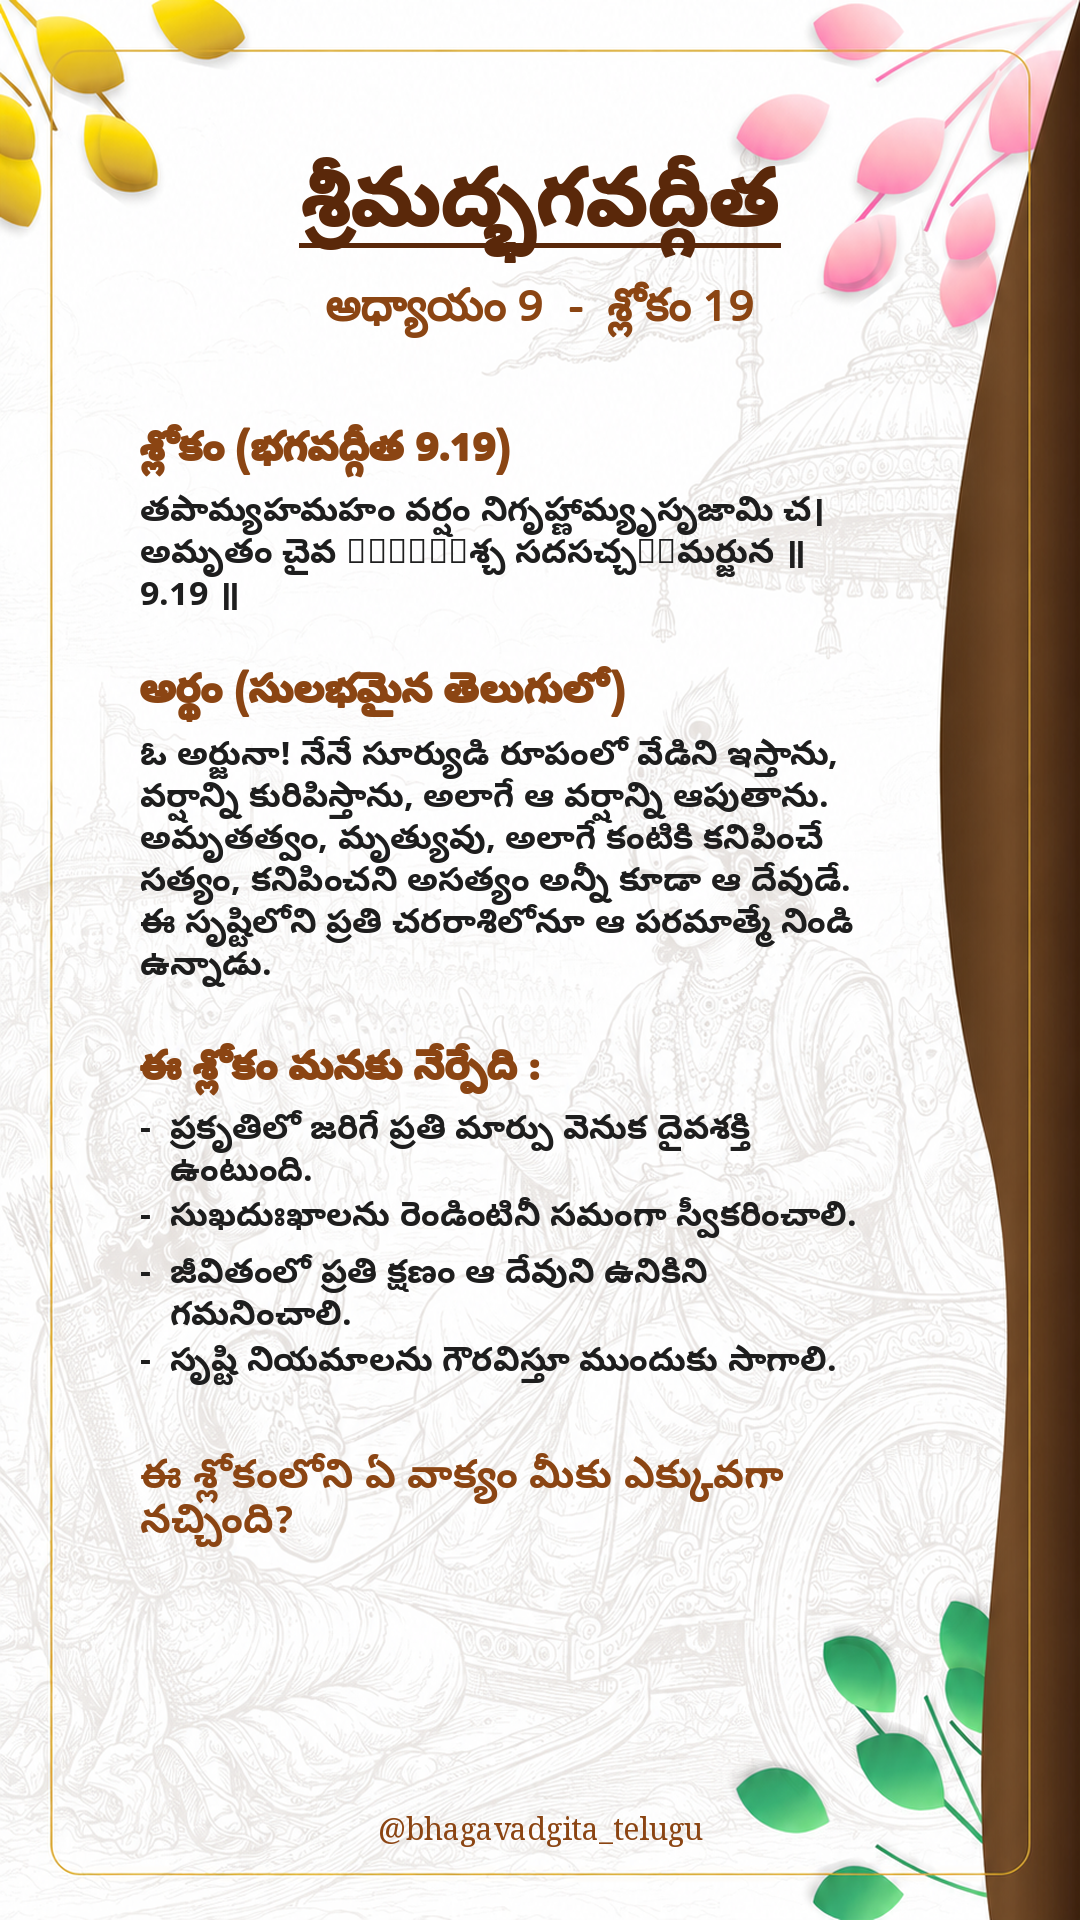 శ్రీమద్భగవద్గీత
అధ్యాయం 9 - శ్లోకం 19
శ్లోకం (భగవద్గీత 9.19)
తపామ్యహమహం వర్షం నిగృహ్ణామ్యృసృజామి చ|
అమృతం చైవ □□□□□□శ్చ సదసచ్చ□□మర్జున ॥
9.19 ॥
అర్థం (సులభమైన తెలుగులో)
ఓ అర్జునా! నేనే సూర్యుడి రూపంలో వేడిని ఇస్తాను,
వర్షాన్ని కురిపిస్తాను, అలాగే ఆ వర్షాన్ని ఆపుతాను.
అమృతత్వం, మృత్యువు, అలాగే కంటికి కనిపించే
సత్యం, కనిపించని అసత్యం అన్నీ కూడా ఆ దేవుడే.
ఈ సృష్టిలోని ప్రతి చరరాశిలోనూ ఆ పరమాత్మే నిండి
ఉన్నాడు.
ఈ శ్లోకం మనకు నేర్పేది :
- ప్రకృతిలో జరిగే ప్రతి మార్పు వెనుక దైవశక్తి
ఉంటుంది.
- సుఖదుఃఖాలను రెండింటినీ సమంగా స్వీకరించాలి.
- జీవితంలో ప్రతి క్షణం ఆ దేవుని ఉనికిని
గమనించాలి.
- సృష్టి నియమాలను గౌరవిస్తూ ముందుకు సాగాలి.
ఈ శ్లోకంలోని ఏ వాక్యం మీకు ఎక్కువగా
నచ్చింది?
@bhagavadgita_telugu